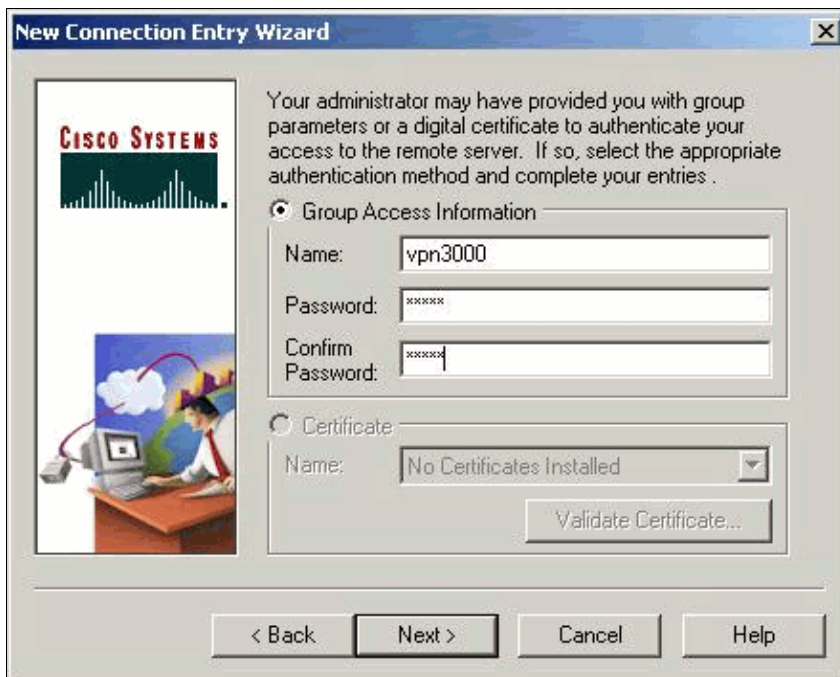 New Connection Entry Wizard
CISCO SYSTEMS
Your administrator may have provided you with group
parameters or a digital certificate to authenticate your
access to the remote server. If so, select the appropriate
authentication method and complete your entries .
Group Access Information
Name: vpn3000
Password: *****
Confirm
Password: *****
Certificate
Name: No Certificates Installed
Validate Certificate...
< Back Next > Cancel Help